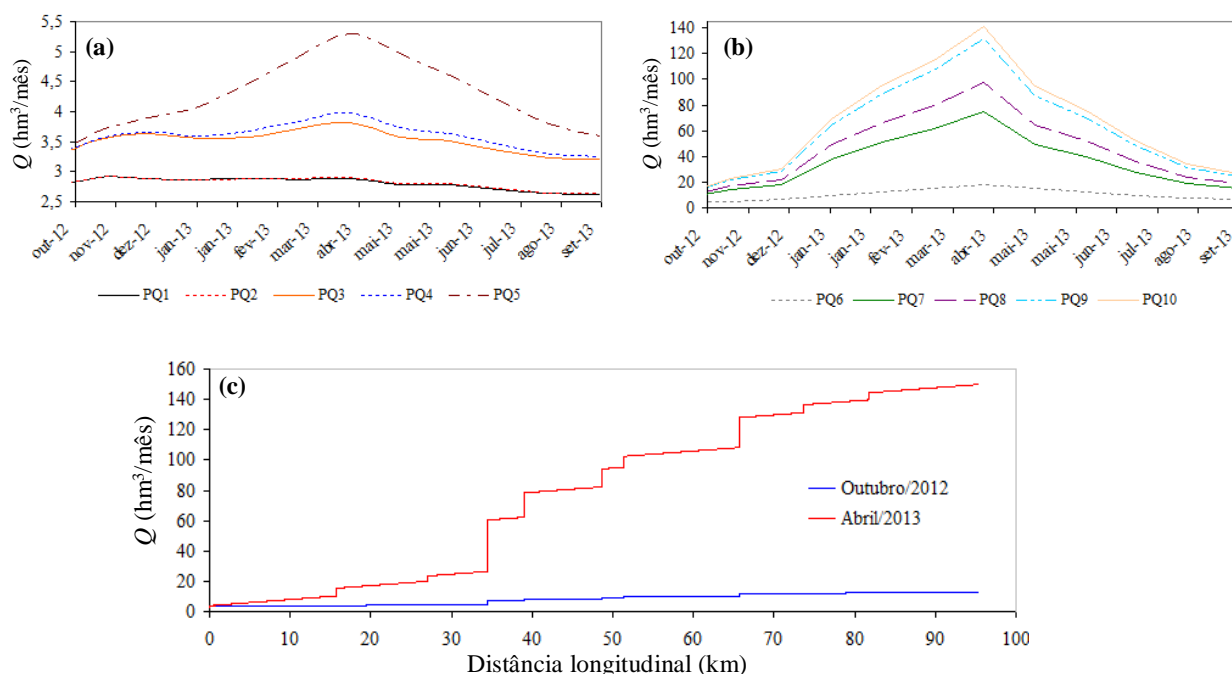 (a)
Q (hm³/mês)
5,5
5
4,5
4
3,5
3
2,5
out-12 nov-12 dez-12 jan-13 jan-13 fev-13 mar-13 abr-13 mai-13 mai-13 jun-13 jul-13 ago-13 set-13
PQ1 PQ2 PQ3 PQ4 PQ5
(b)
Q (hm³/mês)
140
120
100
80
60
40
20
0
out-12 nov-12 dez-12 jan-13 jan-13 fev-13 mar-13 abr-13 mai-13 mai-13 jun-13 jul-13 ago-13 set-13
PQ6 PQ7 PQ8 PQ9 PQ10
(c)
Q (hm³/mês)
160
140
120
100
80
60
40
20
0
Outubro/2012
Abril/2013
0 10 20 30 40 50 60 70 80 90 100
Distância longitudinal (km)